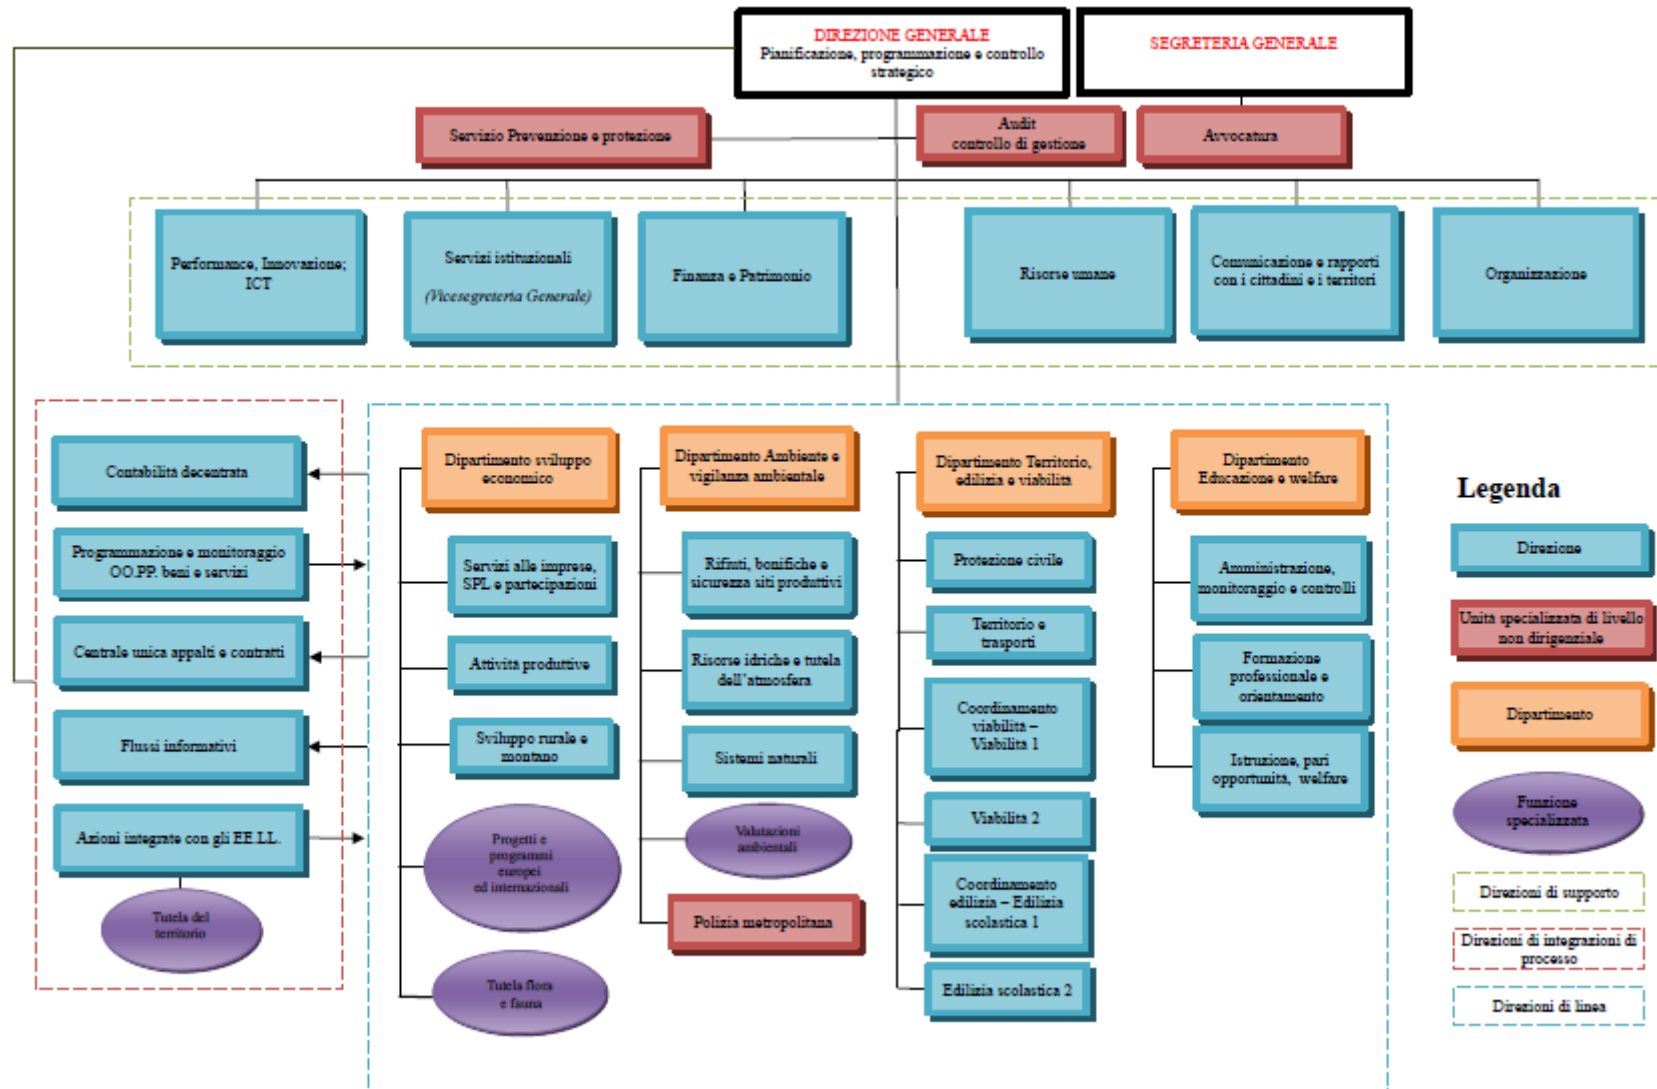 DIREZIONE GENERALE
Pianificazione, programmazione e controllo
strategico
SEGRETERIA GENERALE
Servizio Prevenzione e protezione
Audit
controllo di gestione
Avvocatura
Performance, Innovazione;
ICT
Servizi istituzionali
(Vicesegreteria Generale)
Finanza e Patrimonio
Risorse umane
Comunicazione e rapporti
con i cittadini e i territori
Organizzazione
Contabilità decentrata
Programmazione e monitoraggio
OO.PP. beni e servizi
Centrale unica appalti e contratti
Flussi informativi
Azioni integrate con gli EE.LL.
Tutela del
territorio
Dipartimento sviluppo
economico
Servizi alle imprese,
SPL e partecipazioni
Attività produttive
Sviluppo rurale e
montano
Progetti e
programmi
europei
ed internazionali
Tutela flora
e fauna
Dipartimento Ambiente e
vigilanza ambientale
Rifiuti, bonifiche e
sicurezza siti produttivi
Risorse idriche e tutela
dell'atmosfera
Sistemi naturali
Valutazioni
ambientali
Polizia metropolitana
Dipartimento Territorio,
edilizia e viabilità
Protezione civile
Territorio e
trasporti
Coordinamento
viabilità –
Viabilità 1
Viabilità 2
Coordinamento
edilizia – Edilizia
scolastica 1
Edilizia scolastica 2
Dipartimento
Educazione e welfare
Amministrazione,
monitoraggio e controlli
Formazione
professionale e
orientamento
Istruzione, pari
opportunità, welfare
Legenda
Direzione
Unità specializzata di livello
non dirigenziale
Dipartimento
Funzione
specializzata
Direzioni di supporto
Direzioni di integrazioni di
processo
Direzioni di linea